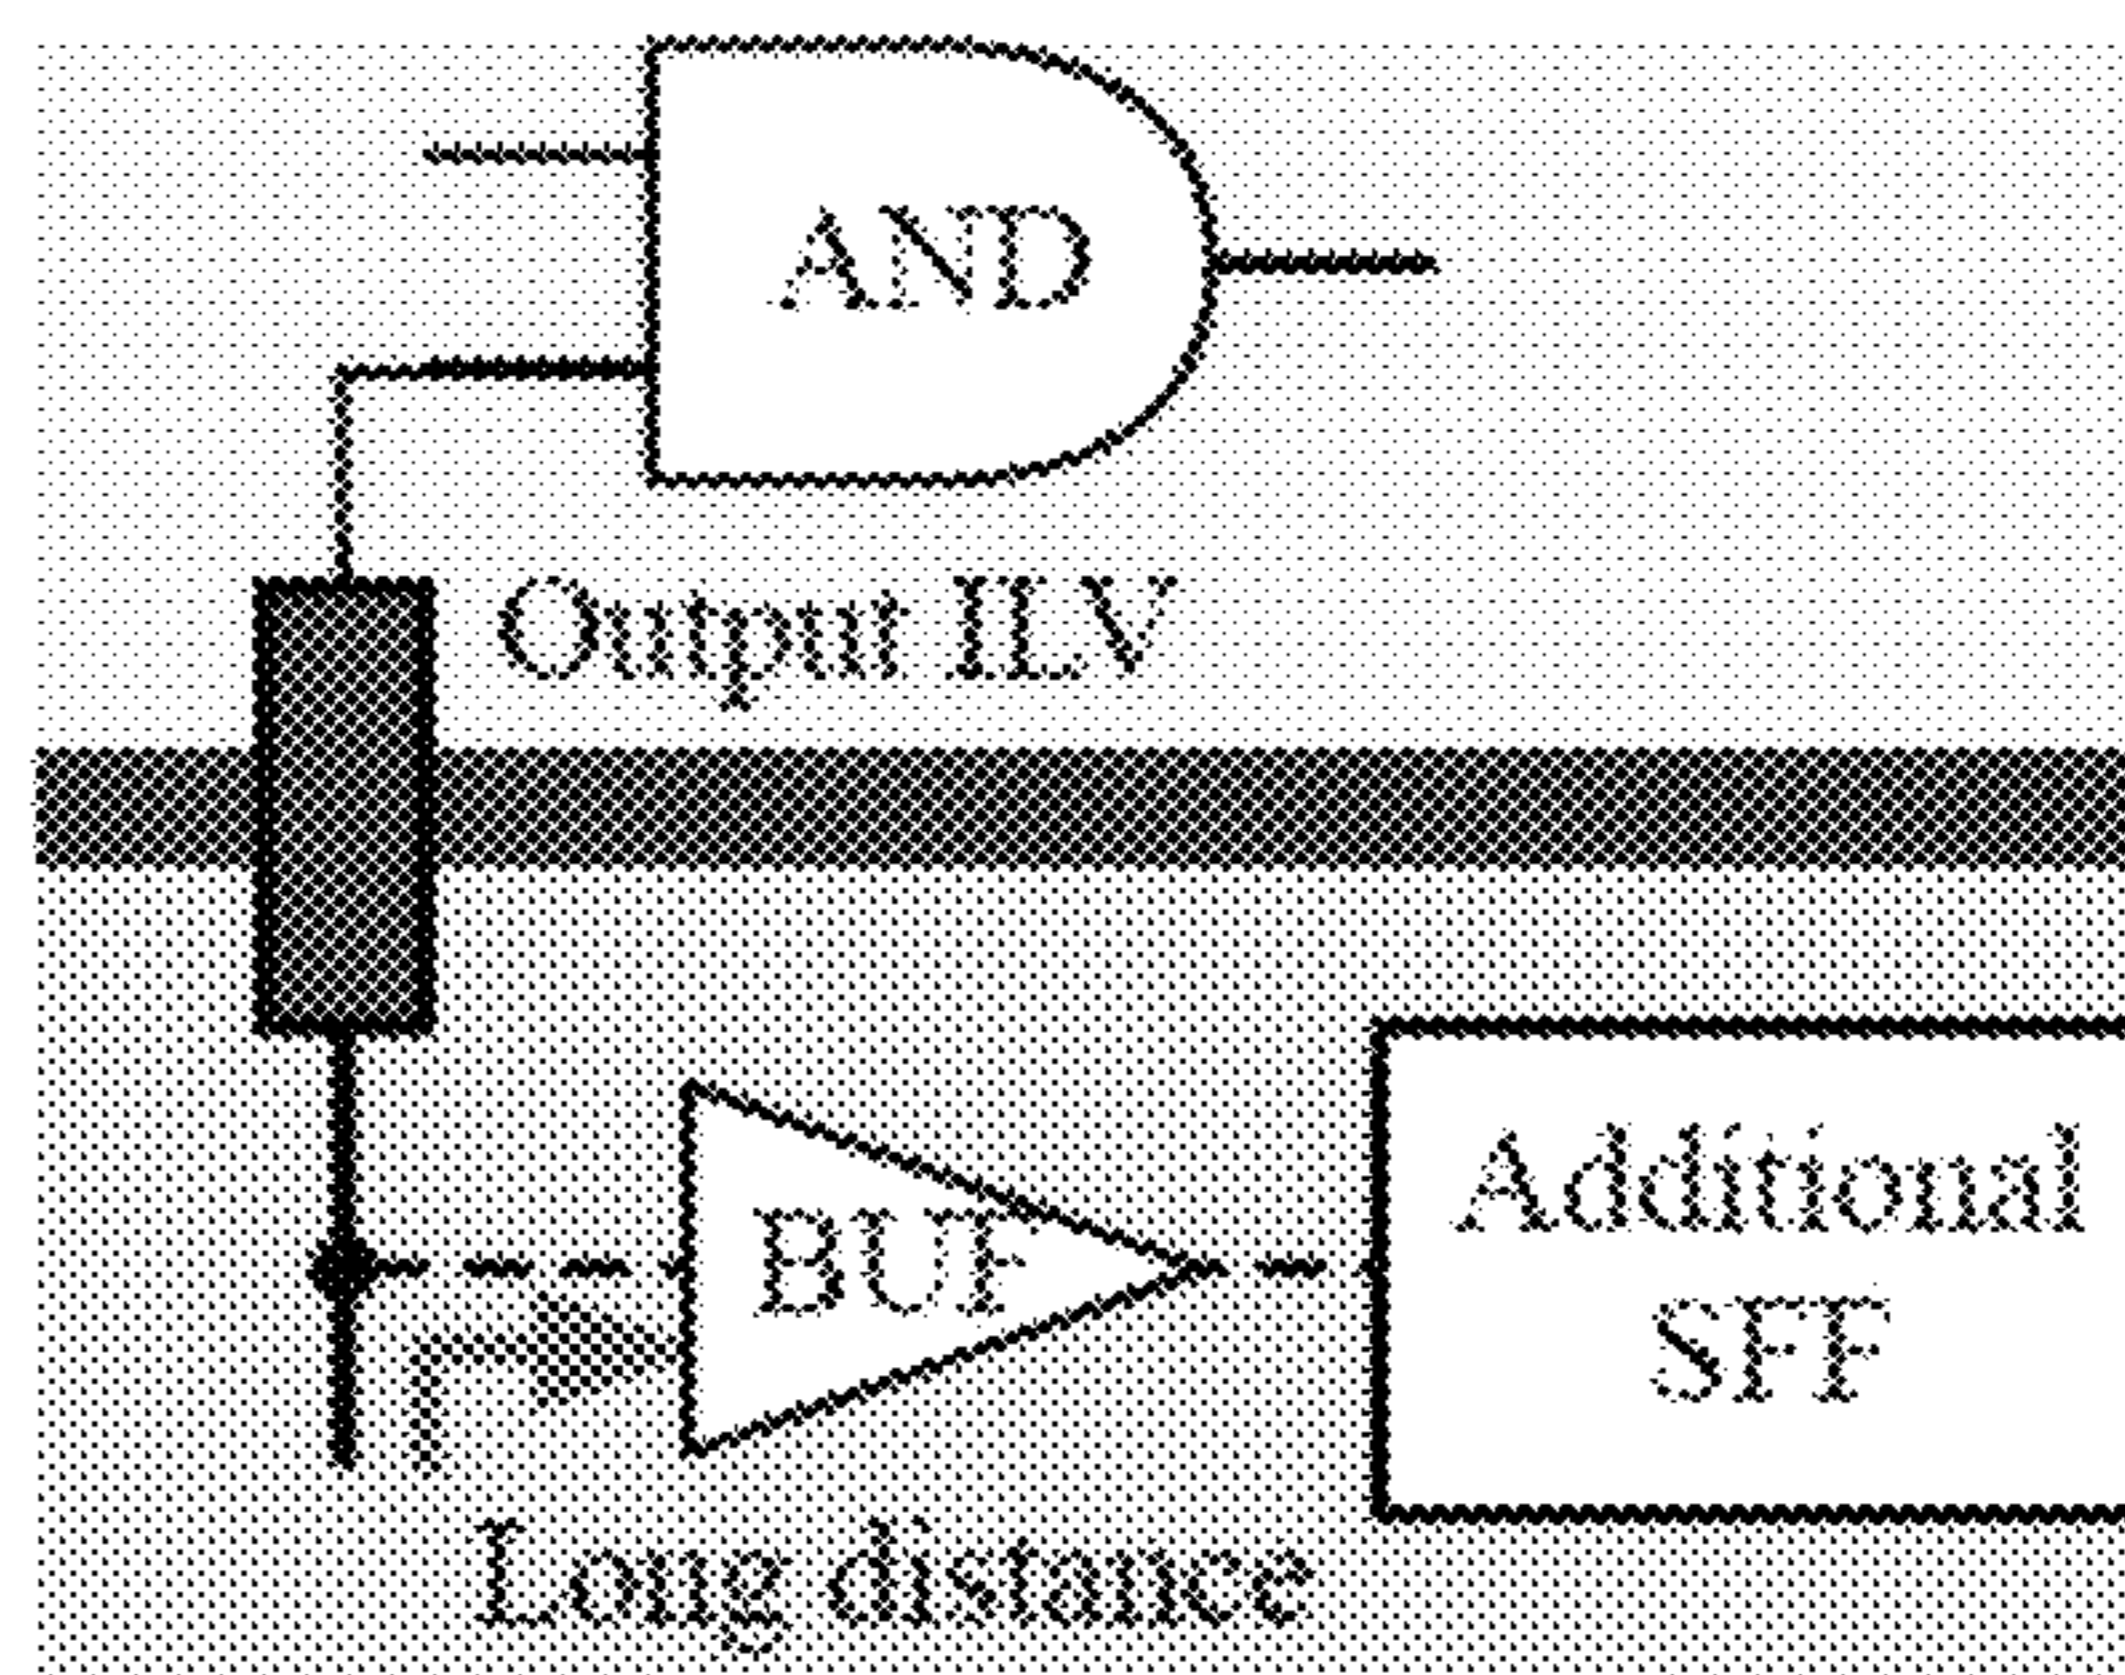 AND
Output ILV
BUF
Additional
SFF
Long distance